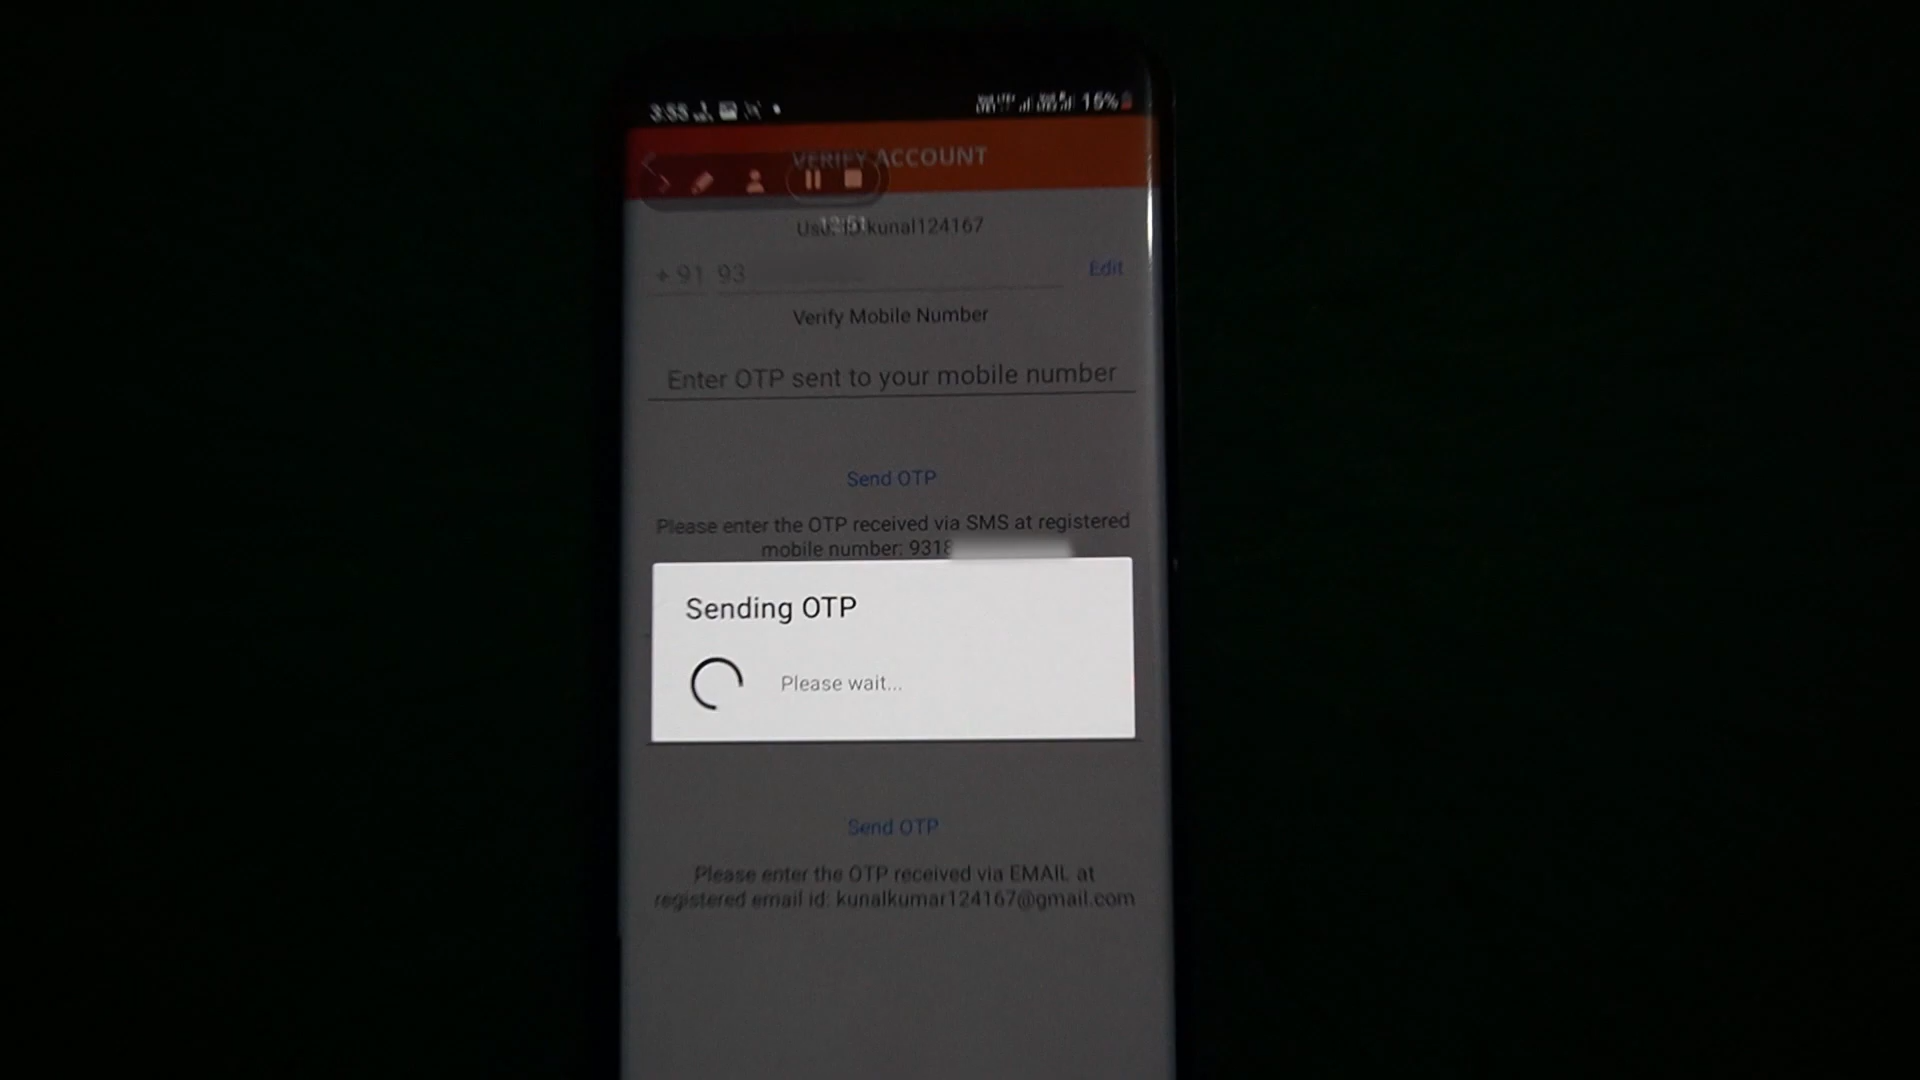 3:55 15%
VERIFY ACCOUNT
User ID:kunal124167
+ 91 93
Edit
Verify Mobile Number
Enter OTP sent to your mobile number
Send OTP
Please enter the OTP received via SMS at registered
mobile number: 9318
Sending OTP
Please wait...
Send OTP
Please enter the OTP received via EMAIL at
registered email id: kunalkumar124167@gmail.com